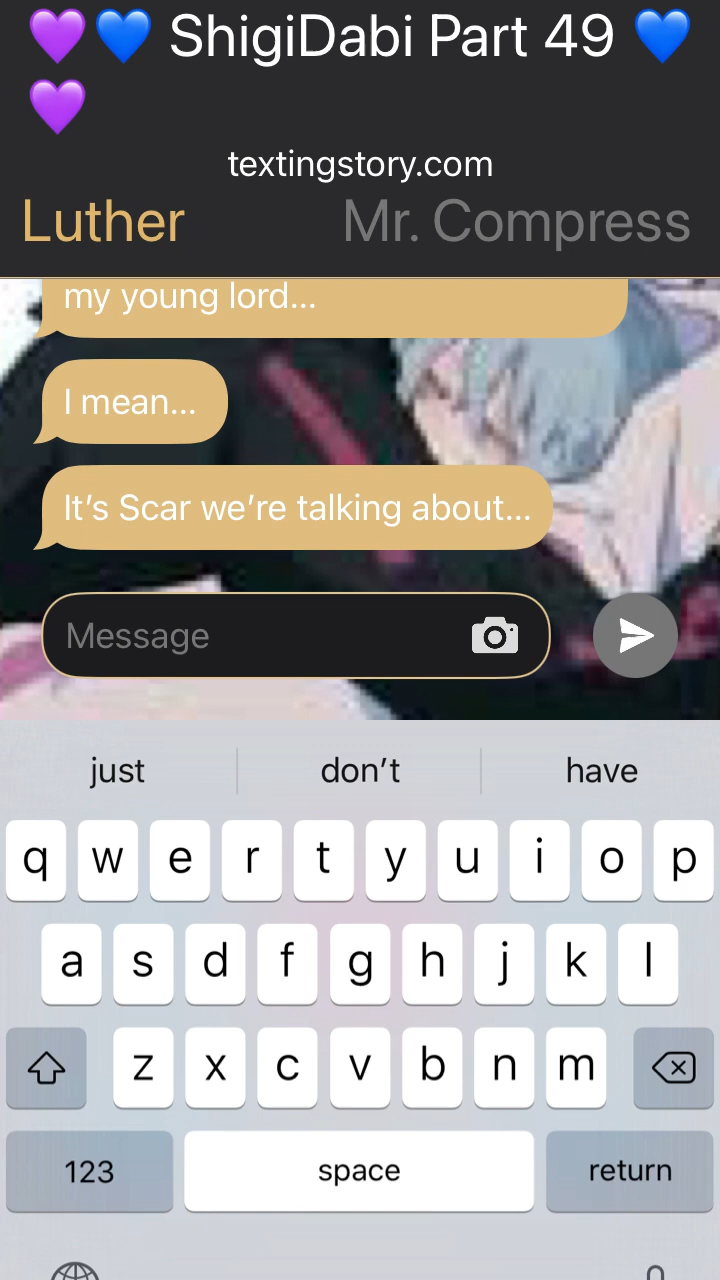 💜💙 ShigiDabi Part 49 💙
💜
textingstory.com
Luther Mr. Compress
my young lord...
I mean...
It’s Scar we’re talking about...
Message
just don’t have
q w e r t y u i o p
a s d f g h j k l
z x c v b n m
123 space return